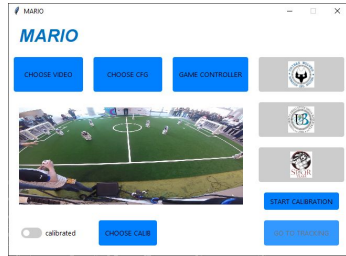 MARIO
MARIO
CHOOSE VIDEO
CHOOSE CFG
GAME CONTROLLER
START CALIBRATION
calibrated
CHOOSE CALIB
GO TO TRACKING